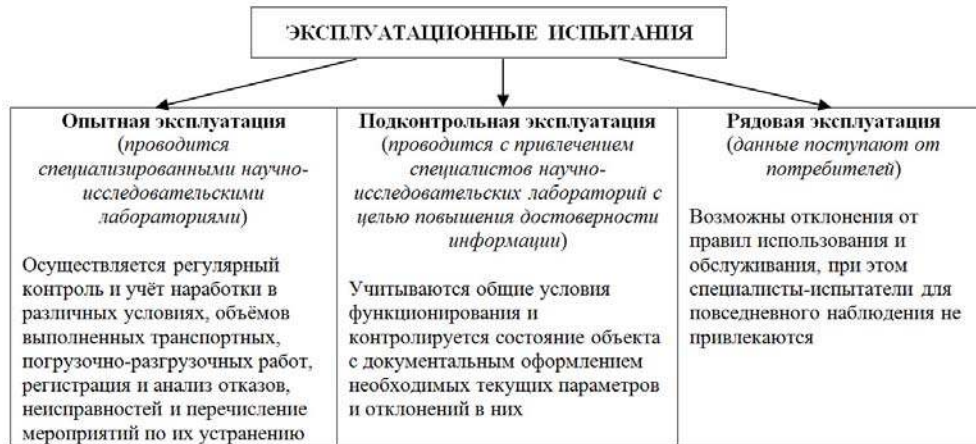 ЭКСПЛУАТАЦИОННЫЕ ИСПЫТАНИЯ
Опытная эксплуатация
(проводится
специализированными научно-
исследовательскими
лабораториями)
Осуществляется регулярный
контроль и учёт наработки в
различных условиях, объёмов
выполненных транспортных,
погрузочно-разгрузочных работ,
регистрация и анализ отказов,
неисправностей и перечисление
мероприятий по их устранению
Подконтрольная эксплуатация
(проводится с привлечением
специалистов научно-
исследовательских лабораторий с
целью повышения достоверности
информации)
Учитываются общие условия
функционирования и
контролируется состояние объекта
с документальным оформлением
необходимых текущих параметров
и отклонений в них
Рядовая эксплуатация
(данные поступают от
потребителей)
Возможны отклонения от
правил использования и
обслуживания, при этом
специалисты-испытатели для
повседневного наблюдения не
привлекаются